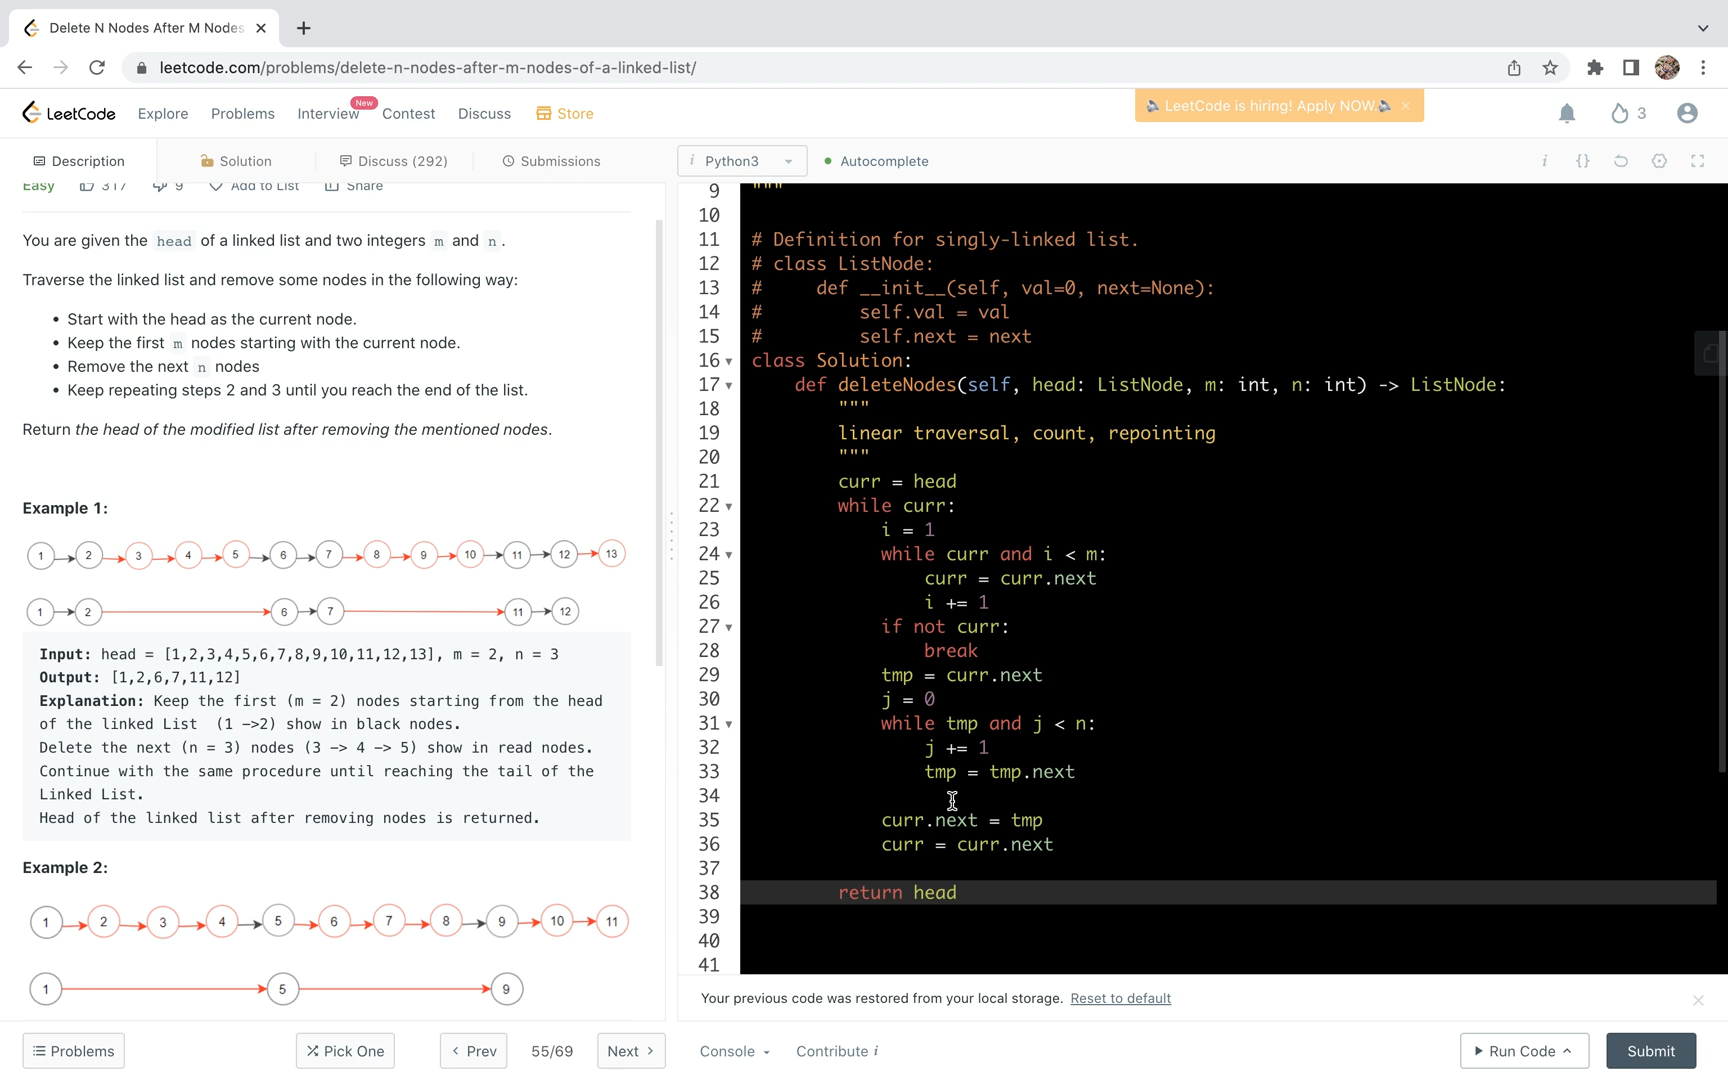 Delete N Nodes After M Nodes
leetcode.com/problems/delete-n-nodes-after-m-nodes-of-a-linked-list/
LeetCode Explore Problems Interview New Contest Discuss Store
LeetCode is hiring! Apply NOW.
3
Description Solution Discuss (292) Submissions
i Python3 Autocomplete
i {}
Easy 317 9 Add to List Share
You are given the head of a linked list and two integers m and n.
Traverse the linked list and remove some nodes in the following way:
• Start with the head as the current node.
• Keep the first m nodes starting with the current node.
• Remove the next n nodes
• Keep repeating steps 2 and 3 until you reach the end of the list.
Return the head of the modified list after removing the mentioned nodes.
Example 1:
1 2 3 4 5 6 7 8 9 10 11 12 13
1 2 6 7 11 12
Input: head = [1,2,3,4,5,6,7,8,9,10,11,12,13], m = 2, n = 3
Output: [1,2,6,7,11,12]
Explanation: Keep the first (m = 2) nodes starting from the head
of the linked List (1 ->2) show in black nodes.
Delete the next (n = 3) nodes (3 -> 4 -> 5) show in read nodes.
Continue with the same procedure until reaching the tail of the
Linked List.
Head of the linked list after removing nodes is returned.
Example 2:
1 2 3 4 5 6 7 8 9 10 11
1 5 9
9 """
10
11 # Definition for singly-linked list.
12 # class ListNode:
13 #     def __init__(self, val=0, next=None):
14 #         self.val = val
15 #         self.next = next
16 class Solution:
17     def deleteNodes(self, head: ListNode, m: int, n: int) -> ListNode:
18         """
19         linear traversal, count, repointing
20         """
21         curr = head
22         while curr:
23             i = 1
24             while curr and i < m:
25                 curr = curr.next
26                 i += 1
27             if not curr:
28                 break
29             tmp = curr.next
30             j = 0
31             while tmp and j < n:
32                 j += 1
33                 tmp = tmp.next
34
35             curr.next = tmp
36             curr = curr.next
37
38         return head
39
40
41
Your previous code was restored from your local storage. Reset to default
Problems Pick One Prev 55/69 Next Console Contribute i Run Code Submit